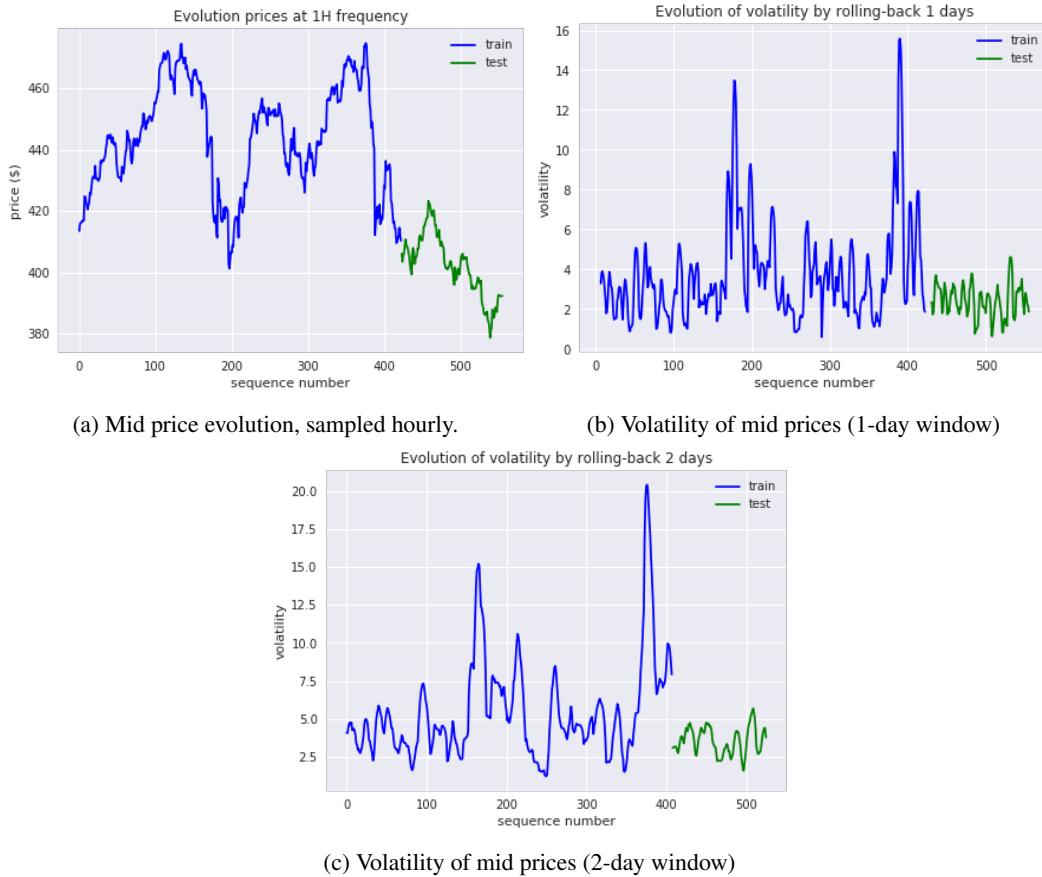 Evolution prices at 1H frequency
train
test
460
440
420
400
380
price ($)
0 100 200 300 400 500
sequence number
(a) Mid price evolution, sampled hourly.
Evolution of volatility by rolling-back 1 days
train
test
16
14
12
10
8
6
4
2
0
volatility
0 100 200 300 400 500
sequence number
(b) Volatility of mid prices (1-day window)
Evolution of volatility by rolling-back 2 days
train
test
20.0
17.5
15.0
12.5
10.0
7.5
5.0
2.5
volatility
0 100 200 300 400 500
sequence number
(c) Volatility of mid prices (2-day window)